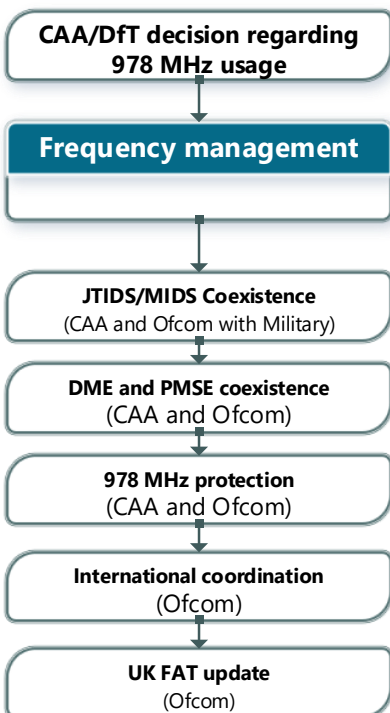 CAA/DfT decision regarding
978 MHz usage
Frequency management
JTIDS/MIDS Coexistence
(CAA and Ofcom with Military)
DME and PMSE coexistence
(CAA and Ofcom)
978 MHz protection
(CAA and Ofcom)
International coordination
(Ofcom)
UK FAT update
(Ofcom)